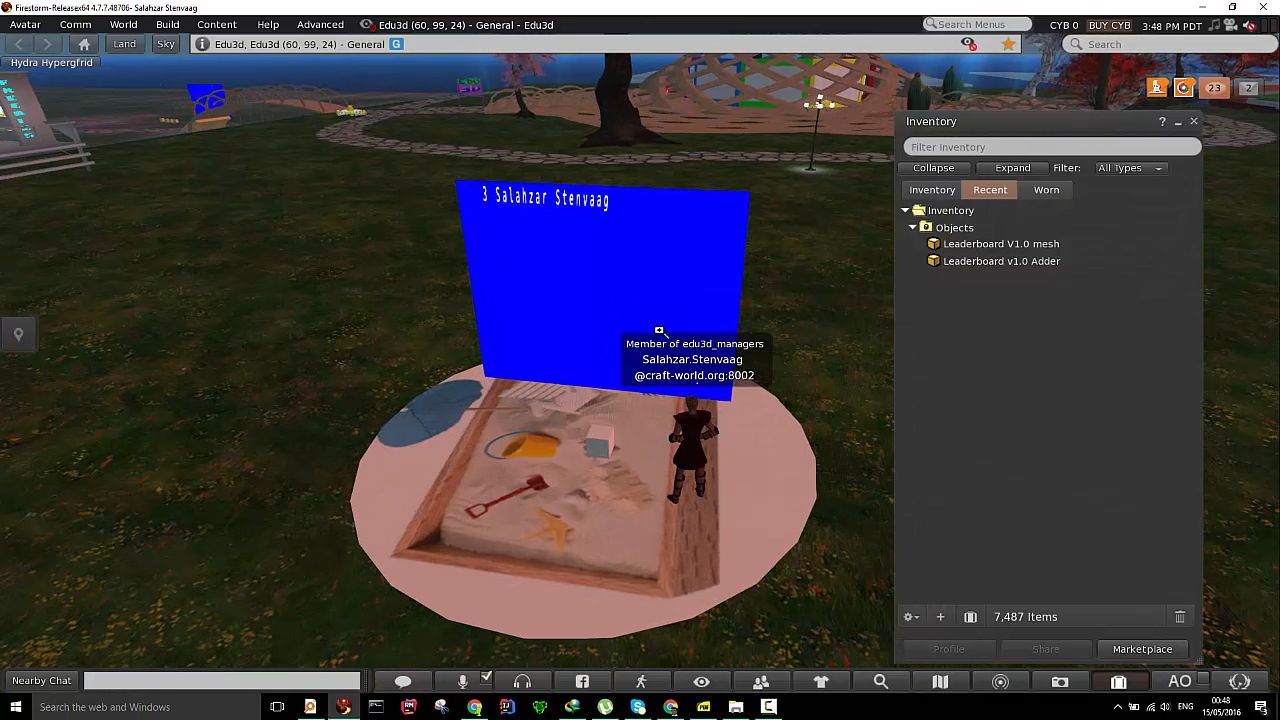 Firestorm-Releasex64 4.7.7.48706- Salahzar Stenvaag
Avatar Comm World Build Content Help Advanced Edu3d (60, 99, 24) - General - Edu3d Search Menus CYB 0 BUY CYB 3:48 PM PDT
Land Sky Edu3d, Edu3d (60, 99, 24) - General G Search
Hydra Hypergfrid
23 2
Inventory ?
Filter Inventory
Collapse Expand Filter: All Types
Inventory Recent Worn
Inventory
Objects
Leaderboard V1.0 mesh
Leaderboard v1.0 Adder
3 Salahzar Stenvaag
Member of edu3d_managers
Salahzar.Stenvaag
@craft-world.org:8002
7,487 Items
Profile Share Marketplace
Nearby Chat AO
Search the web and Windows
00:48
15/05/2016